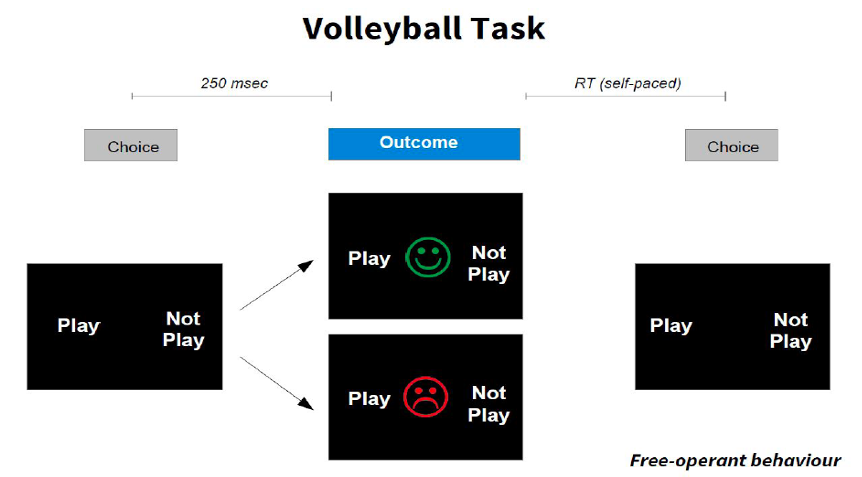 Volleyball Task
250 msec
RT (self-paced)
Choice
Outcome
Choice
Play
Not
Play
Play
Not
Play
Play
Not
Play
Play
Not
Play
Free-operant behaviour